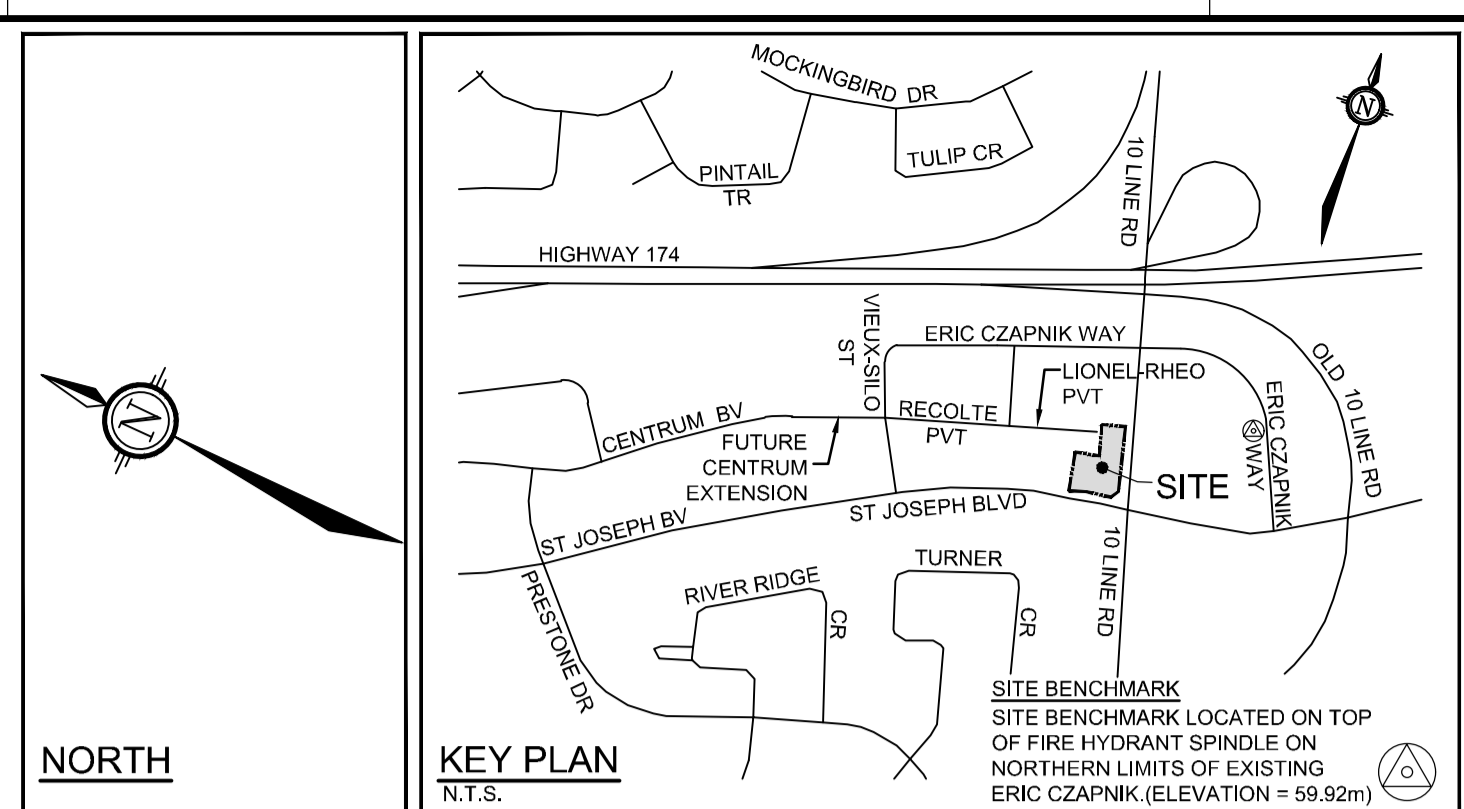 N
NORTH
MOCKINGBIRD DR
PINTAIL
TR
TULIP CR
10 LINE RD
N
HIGHWAY 174
VIEUX-SILO
ST
ERIC CZAPNIK WAY
LIONEL-RHEO
PVT
OLD 10 LINE RD
ERIC CZAPNIK
WAY
CENTRUM BV
RECOLTE
PVT
FUTURE
CENTRUM
EXTENSION
SITE
ST JOSEPH BV
ST JOSEPH BLVD
10 LINE RD
PRESTONE DR
RIVER RIDGE
CR
TURNER
CR
SITE BENCHMARK
SITE BENCHMARK LOCATED ON TOP
OF FIRE HYDRANT SPINDLE ON
NORTHERN LIMITS OF EXISTING
ERIC CZAPNIK.(ELEVATION = 59.92m)
KEY PLAN
N.T.S.